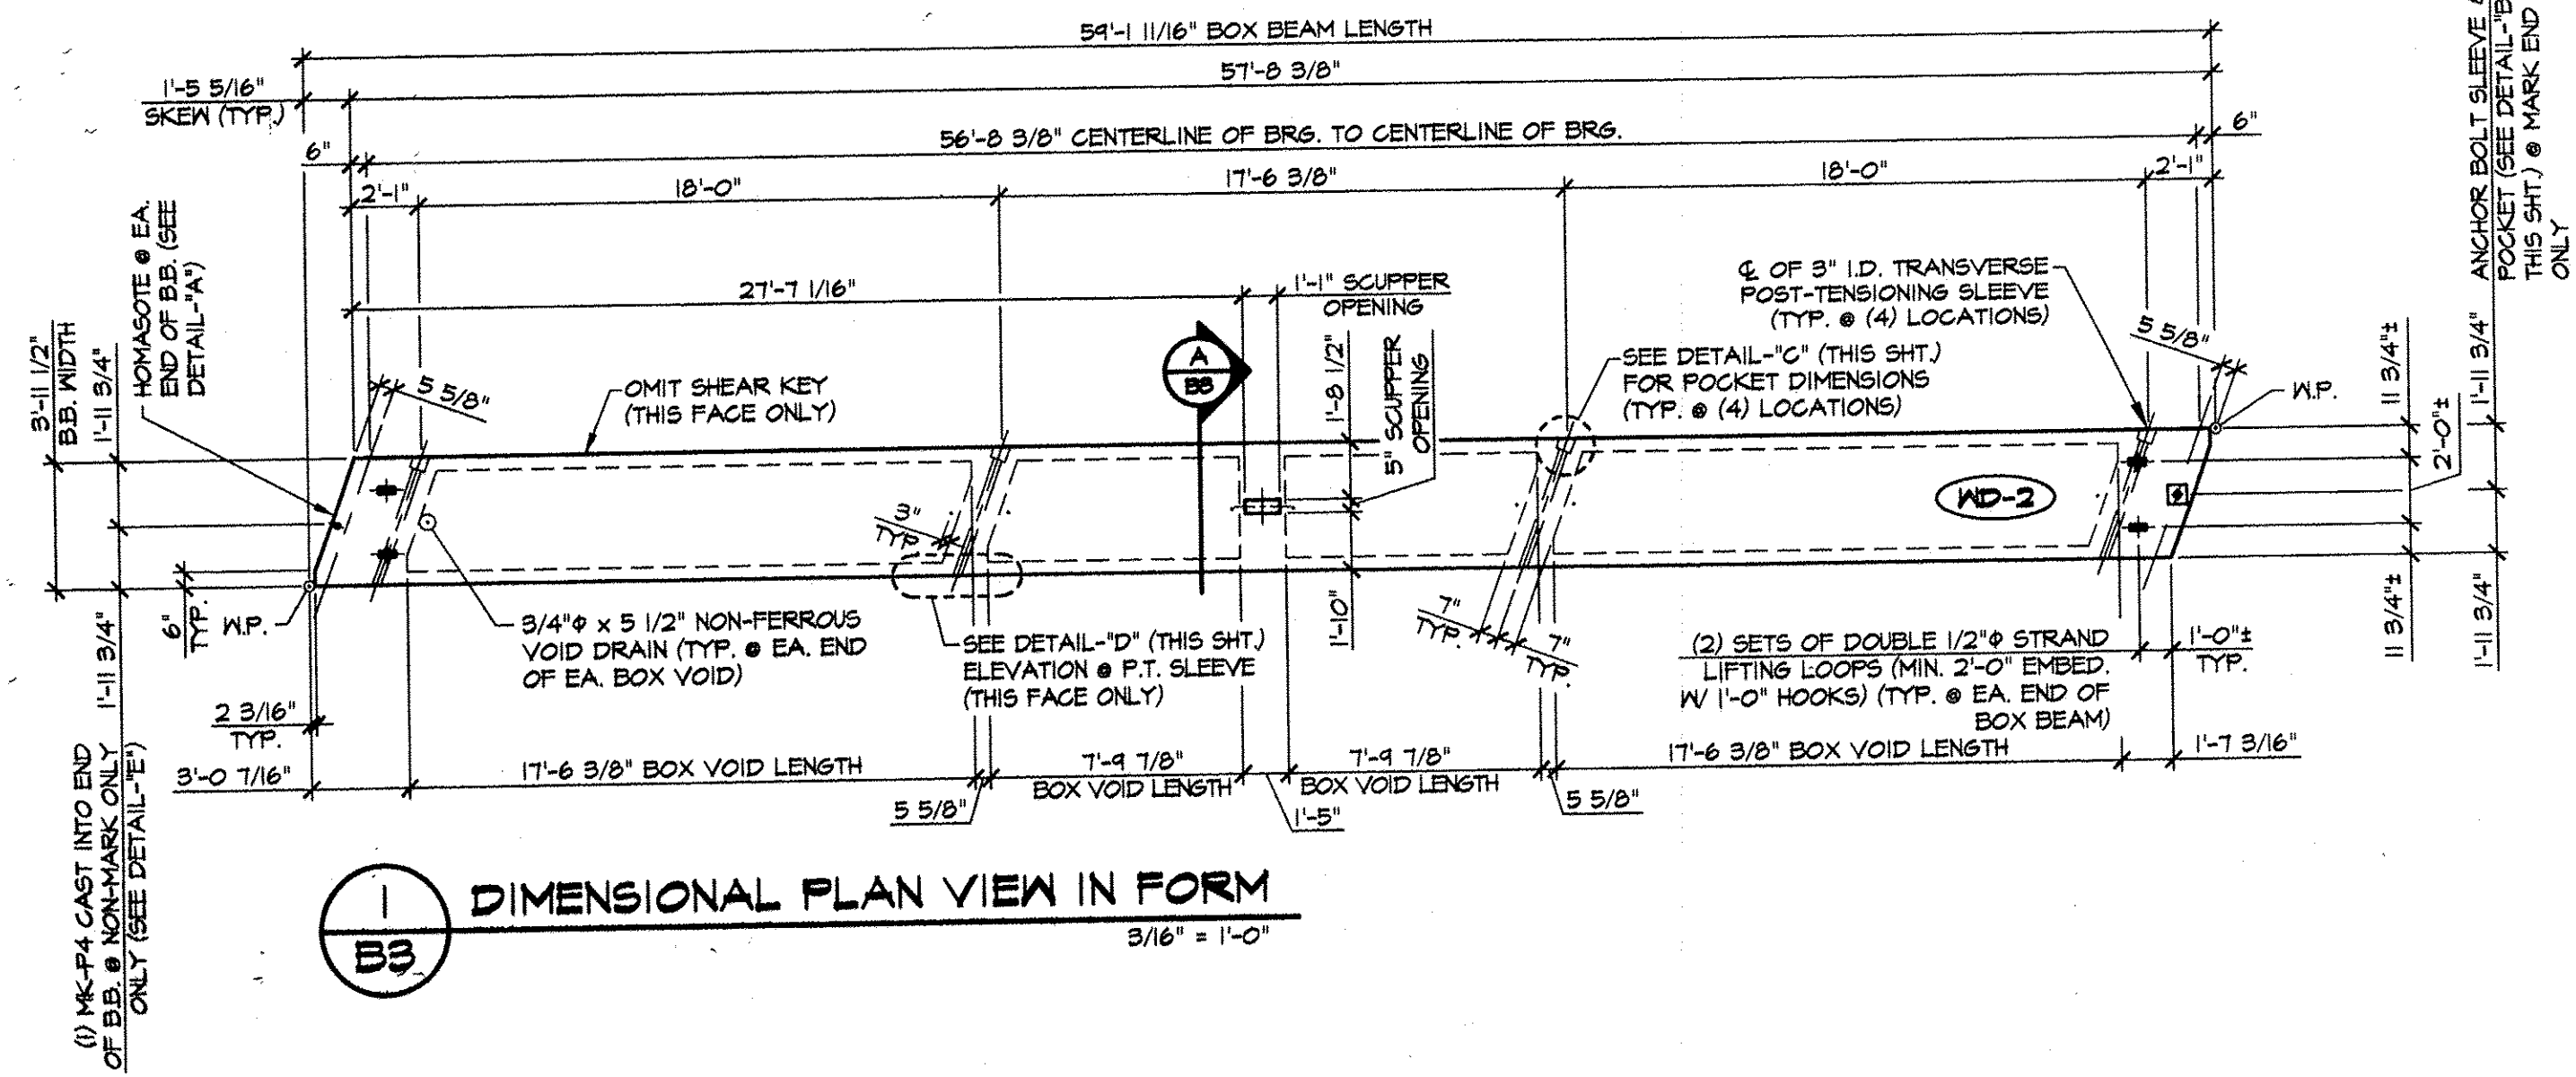 59'-1 11/16" BOX BEAM LENGTH
57'-8 3/8"
1'-5 5/16"
SKEW (TYP.)
56'-8 3/8" CENTERLINE OF BRG. TO CENTERLINE OF BRG.
6"
6"
2'-1"
18'-0"
17'-6 3/8"
18'-0"
2'-1"
HOMASOTE @ EA.
END OF B.B. (SEE
DETAIL-"A")
27'-7 1/16"
1'-1" SCUPPER
OPENING
℄ OF 3" I.D. TRANSVERSE
POST-TENSIONING SLEEVE
(TYP. @ (4) LOCATIONS)
ANCHOR BOLT SLEEVE &
POCKET (SEE DETAIL-"B"
THIS SHT.) @ MARK END
ONLY
3'-11 1/2"
B.B. WIDTH
1'-11 3/4"
5 5/8"
OMIT SHEAR KEY
(THIS FACE ONLY)
A
B3
1'-8 1/2"
5" SCUPPER
OPENING
SEE DETAIL-"C" (THIS SHT.)
FOR POCKET DIMENSIONS
(TYP. @ (4) LOCATIONS)
5 5/8"
W.P.
11 3/4"±
2'-0"±
1'-11 3/4"
3"
TYP.
WD-2
6"
TYP.
W.P.
1'-11 3/4"
3/4"Φ x 5 1/2" NON-FERROUS
VOID DRAIN (TYP. @ EA. END
OF EA. BOX VOID)
SEE DETAIL-"D" (THIS SHT.)
ELEVATION @ P.T. SLEEVE
(THIS FACE ONLY)
1'-10"
7"
TYP.
7"
TYP.
(2) SETS OF DOUBLE 1/2"Φ STRAND
LIFTING LOOPS (MIN. 2'-0" EMBED.
W/ 1'-0" HOOKS) (TYP. @ EA. END OF
BOX BEAM)
1'-0"±
TYP.
11 3/4"±
1'-11 3/4"
2 3/16"
TYP.
3'-0 7/16"
17'-6 3/8" BOX VOID LENGTH
5 5/8"
7'-9 7/8"
BOX VOID LENGTH
1'-5"
7'-9 7/8"
BOX VOID LENGTH
5 5/8"
17'-6 3/8" BOX VOID LENGTH
1'-7 3/16"
(1) MK-P4 CAST INTO END
OF B.B. @ NON-MARK ONLY
ONLY (SEE DETAIL-"E")
1
B3
DIMENSIONAL PLAN VIEW IN FORM
3/16" = 1'-0"